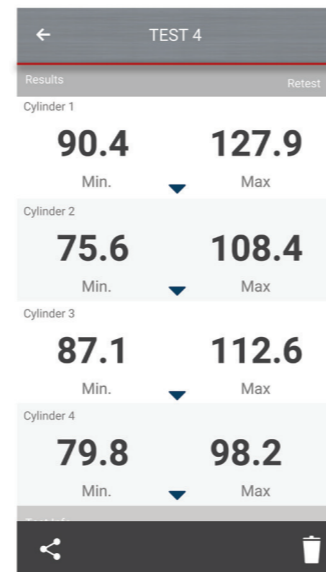 TEST 4
Results Retest
Cylinder 1
90.4 127.9
Min. Max
Cylinder 2
75.6 108.4
Min. Max
Cylinder 3
87.1 112.6
Min. Max
Cylinder 4
79.8 98.2
Min. Max